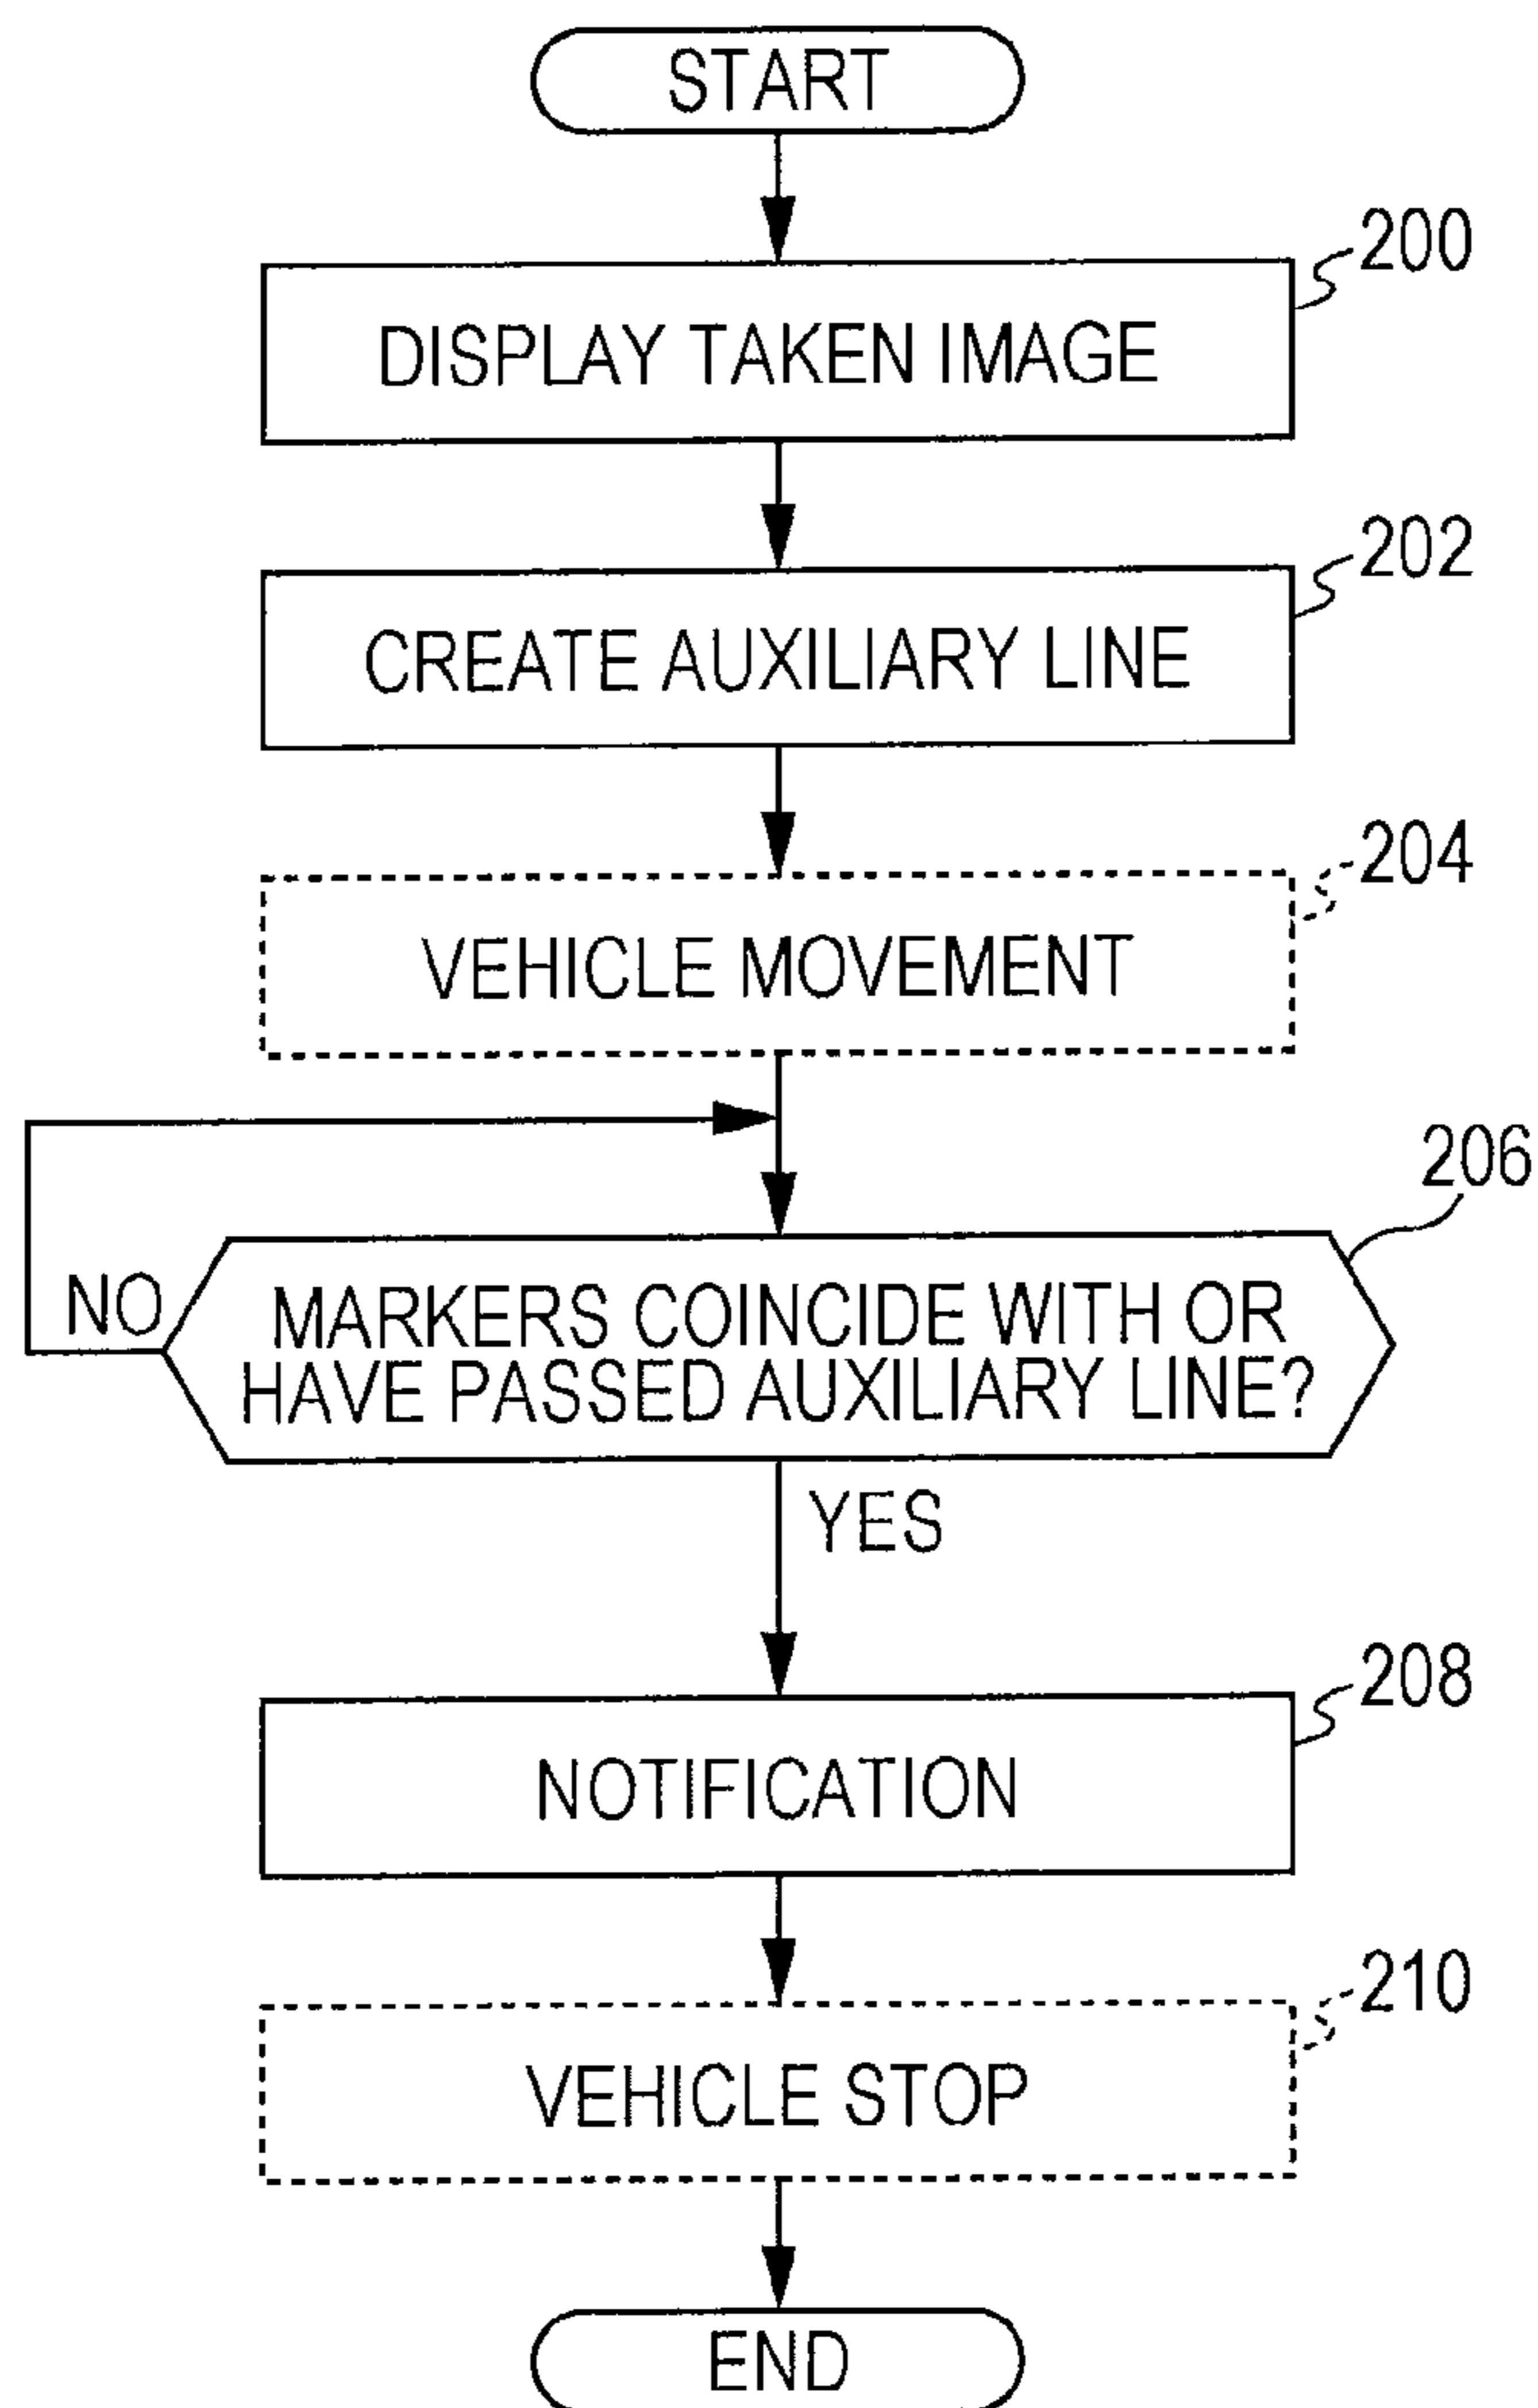 START
200
DISPLAY TAKEN IMAGE
202
CREATE AUXILIARY LINE
204
VEHICLE MOVEMENT
206
NO
MARKERS COINCIDE WITH OR
HAVE PASSED AUXILIARY LINE?
YES
208
NOTIFICATION
210
VEHICLE STOP
END